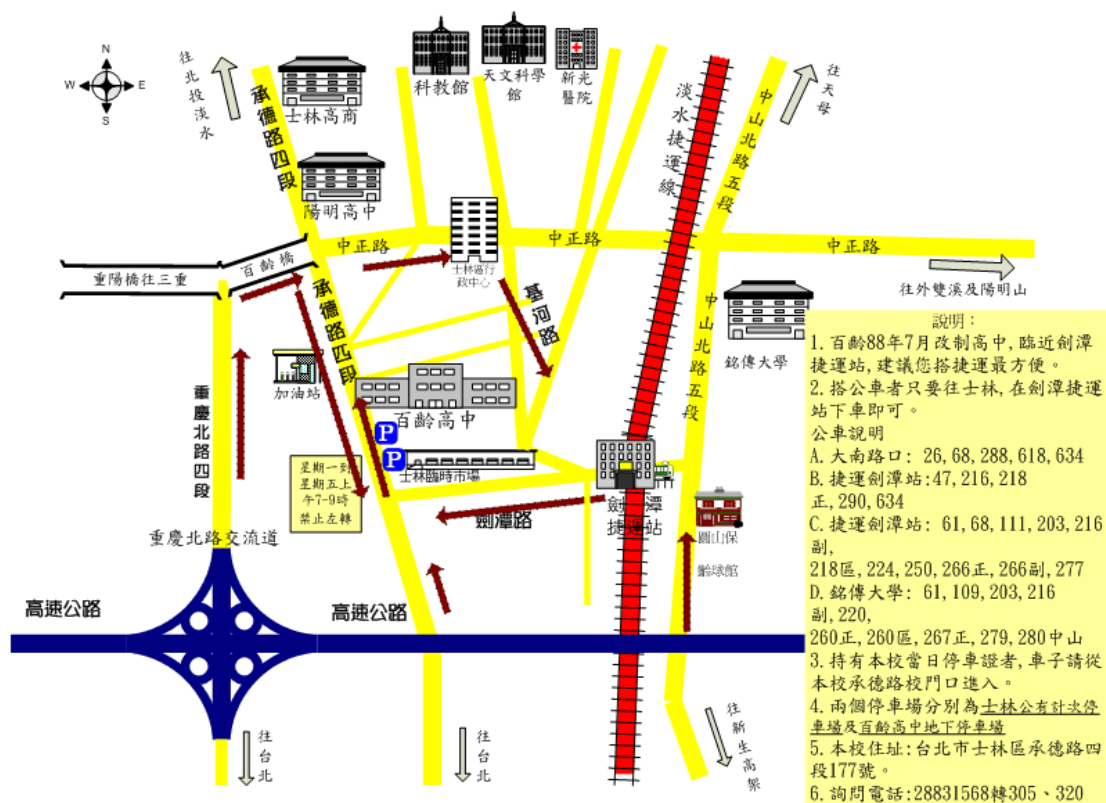 N
W
E
S
往北投淡水
承德路四段
士林高商
科教館
天文科學館
新光醫院
淡水捷運線
中山北路五段
往天母
陽明高中
中正路
士林區行政中心
中正路
中正路
重陽橋往三重
百齡橋
往外雙溪及陽明山
承德路四段
基河路
中山北路五段
銘傳大學
加油站
百齡高中
重慶北路四段
P
P
士林臨時市場
星期一到
星期五上
午7-9時
禁止左轉
劍潭路
劍潭
捷運站
圓山保
齡球館
重慶北路交流道
高速公路
高速公路
往台北
往台北
往新生高架
說明：
1. 百齡88年7月改制高中,臨近劍潭
捷運站,建議您搭捷運最方便。
2. 搭公車者只要往士林,在劍潭捷運
站下車即可。
公車說明
A. 大南路口: 26,68,288,618,634
B. 捷運劍潭站:47,216,218
正,290,634
C. 捷運劍潭站: 61,68,111,203,216
副,
218區,224,250,266正,266副,277
D. 銘傳大學: 61,109,203,216
副,220,
260正,260區,267正,279,280中山
3. 持有本校當日停車證者,車子請從
本校承德路校門口進入。
4. 兩個停車場分別為士林公有計次停
車場及百齡高中地下停車場
5. 本校住址:台北市士林區承德路四
段177號。
6. 詢問電話:28831568轉305、320